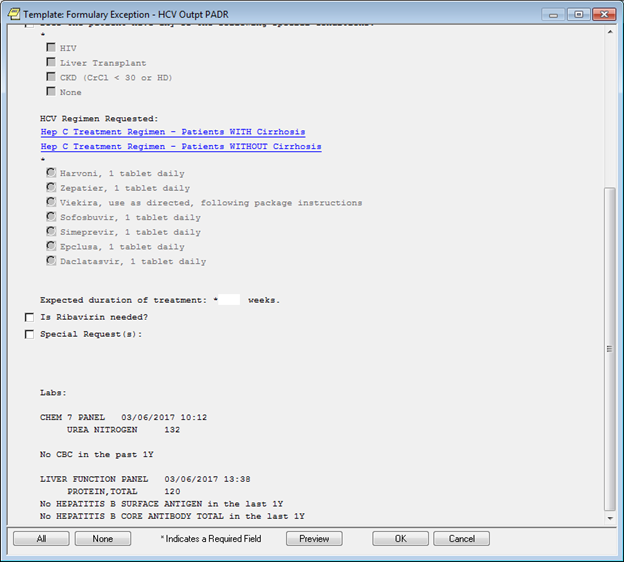 Template: Formulary Exception - HCV Outpt PADR
*
HIV
Liver Transplant
CKD (CrCl < 30 or HD)
None
HCV Regimen Requested:
Hep C Treatment Regimen - Patients WITH Cirrhosis
Hep C Treatment Regimen - Patients WITHOUT Cirrhosis
*
Harvoni, 1 tablet daily
Zepatier, 1 tablet daily
Viekira, use as directed, following package instructions
Sofosbuvir, 1 tablet daily
Simeprevir, 1 tablet daily
Epclusa, 1 tablet daily
Daclatasvir, 1 tablet daily
Expected duration of treatment: * weeks.
Is Ribavirin needed?
Special Request(s):
Labs:
CHEM 7 PANEL 03/06/2017 10:12
UREA NITROGEN 132
No CBC in the past 1Y
LIVER FUNCTION PANEL 03/06/2017 13:38
PROTEIN,TOTAL 120
No HEPATITIS B SURFACE ANTIGEN in the last 1Y
No HEPATITIS B CORE ANTIBODY TOTAL in the last 1Y
All None * Indicates a Required Field Preview OK Cancel